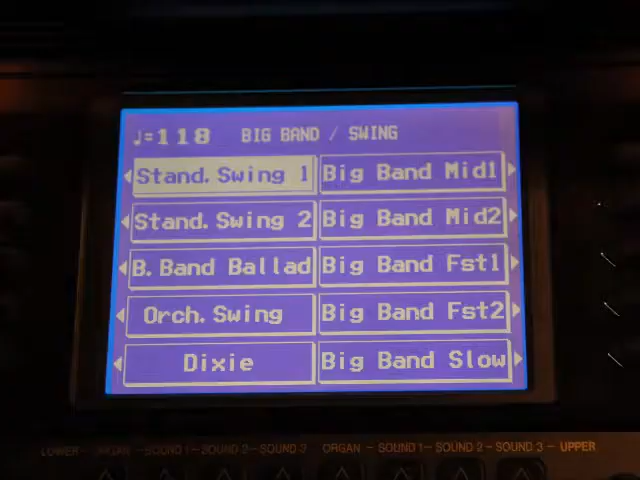 ♩=118 BIG BAND / SWING
Stand. Swing 1 Big Band Mid1
Stand. Swing 2 Big Band Mid2
B. Band Ballad Big Band Fst1
Orch. Swing Big Band Fst2
Dixie Big Band Slow
LOWER ORGAN SOUND 1 SOUND 2 SOUND 3 ORGAN SOUND 1 SOUND 2 SOUND 3 UPPER